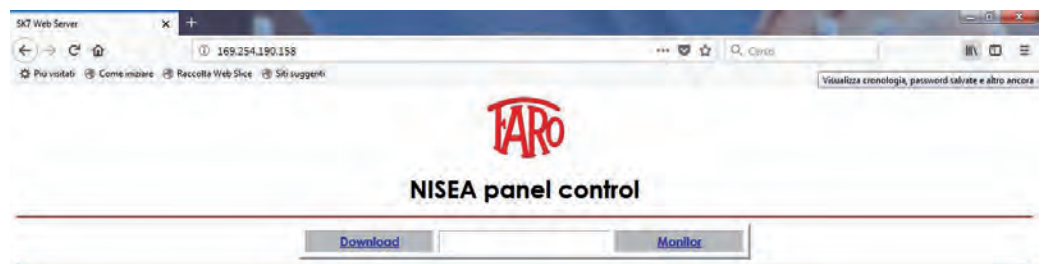 SK7 Web Server
169.254.190.158
Cerca
Più visitati Come iniziare Raccolta Web Slice Siti suggeriti
Visualizza cronologia, password salvate e altro ancora
FARO
NISEA panel control
Download Monitor